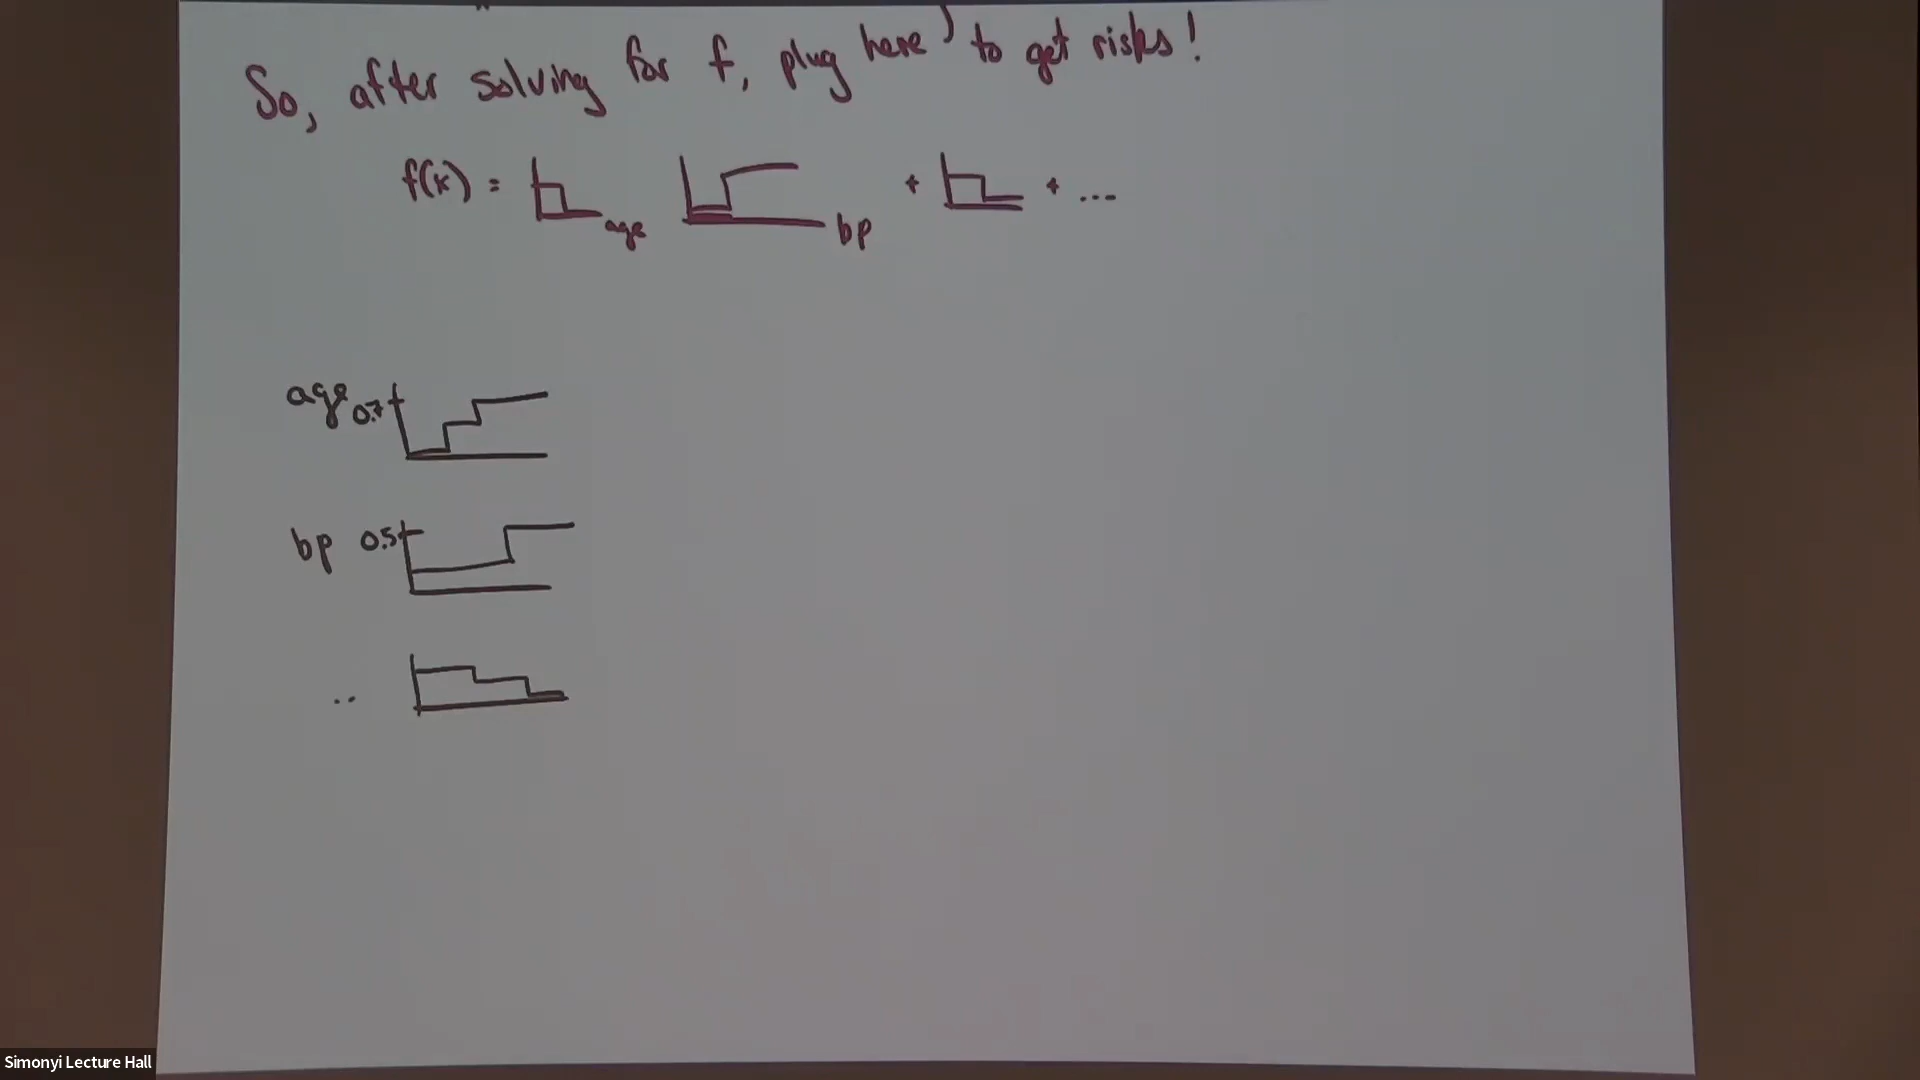 So, after solving for f, plug here to get risks!
f(x) = age bp + + ...
age 0.7
bp 0.5
..
Simonyi Lecture Hall